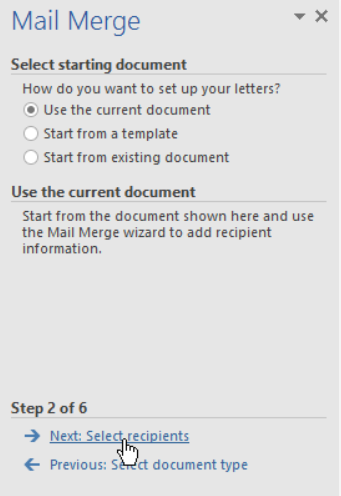 Mail Merge
Select starting document
How do you want to set up your letters?
Use the current document
Start from a template
Start from existing document
Use the current document
Start from the document shown here and use
the Mail Merge wizard to add recipient
information.
Step 2 of 6
Next: Select recipients
Previous: Select document type